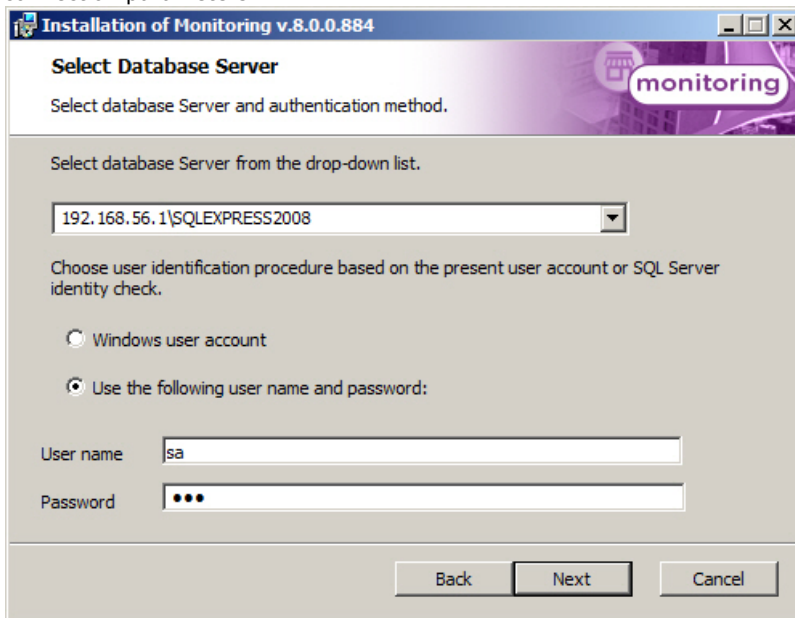 Installation of Monitoring v.8.0.0.884
Select Database Server
monitoring
Select database Server and authentication method.
Select database Server from the drop-down list.
192.168.56.1\SQLEXPRESS2008
Choose user identification procedure based on the present user account or SQL Server
identity check.
Windows user account
Use the following user name and password:
User name
sa
Password
●●●
Back
Next
Cancel